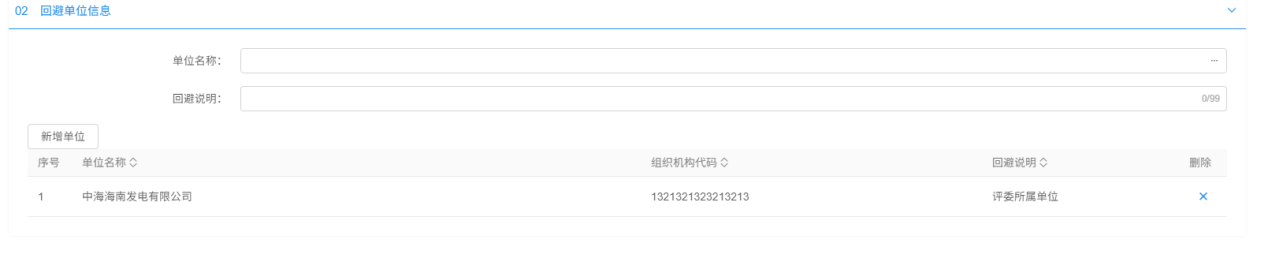 02 回避单位信息
单位名称： ...
回避说明： 0/99
新增单位
序号 单位名称 组织机构代码 回避说明 删除
1 中海海南发电有限公司 1321321323213213 评委所属单位 ×